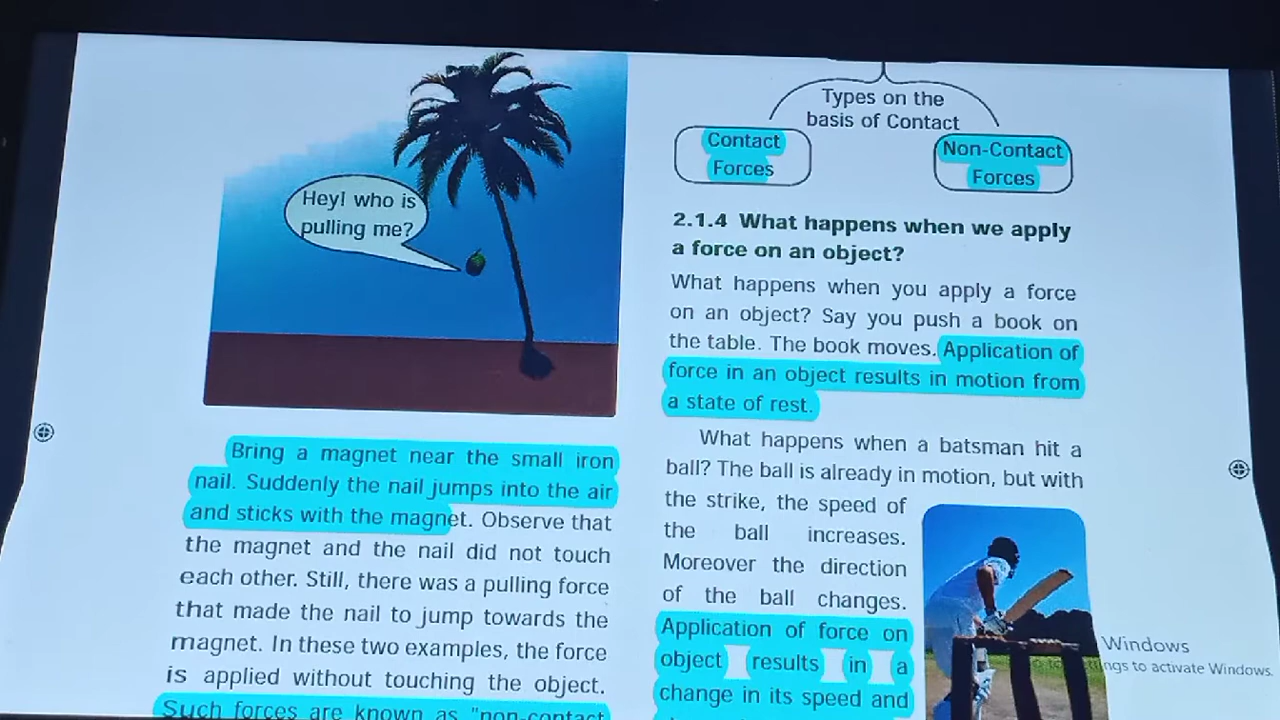 Hey! who is
pulling me?
Bring a magnet near the small iron
nail. Suddenly the nail jumps into the air
and sticks with the magnet. Observe that
the magnet and the nail did not touch
each other. Still, there was a pulling force
that made the nail to jump towards the
magnet. In these two examples, the force
is applied without touching the object.
Such forces are known as "non-contact
Types on the
basis of Contact
Contact
Forces
Non-Contact
Forces
2.1.4 What happens when we apply
a force on an object?
What happens when you apply a force
on an object? Say you push a book on
the table. The book moves. Application of
force in an object results in motion from
a state of rest.
What happens when a batsman hit a
ball? The ball is already in motion, but with
the strike, the speed of
the ball increases.
Moreover the direction
of the ball changes.
Application of force on
object results in a
change in its speed and
Windows
to activate Windows.